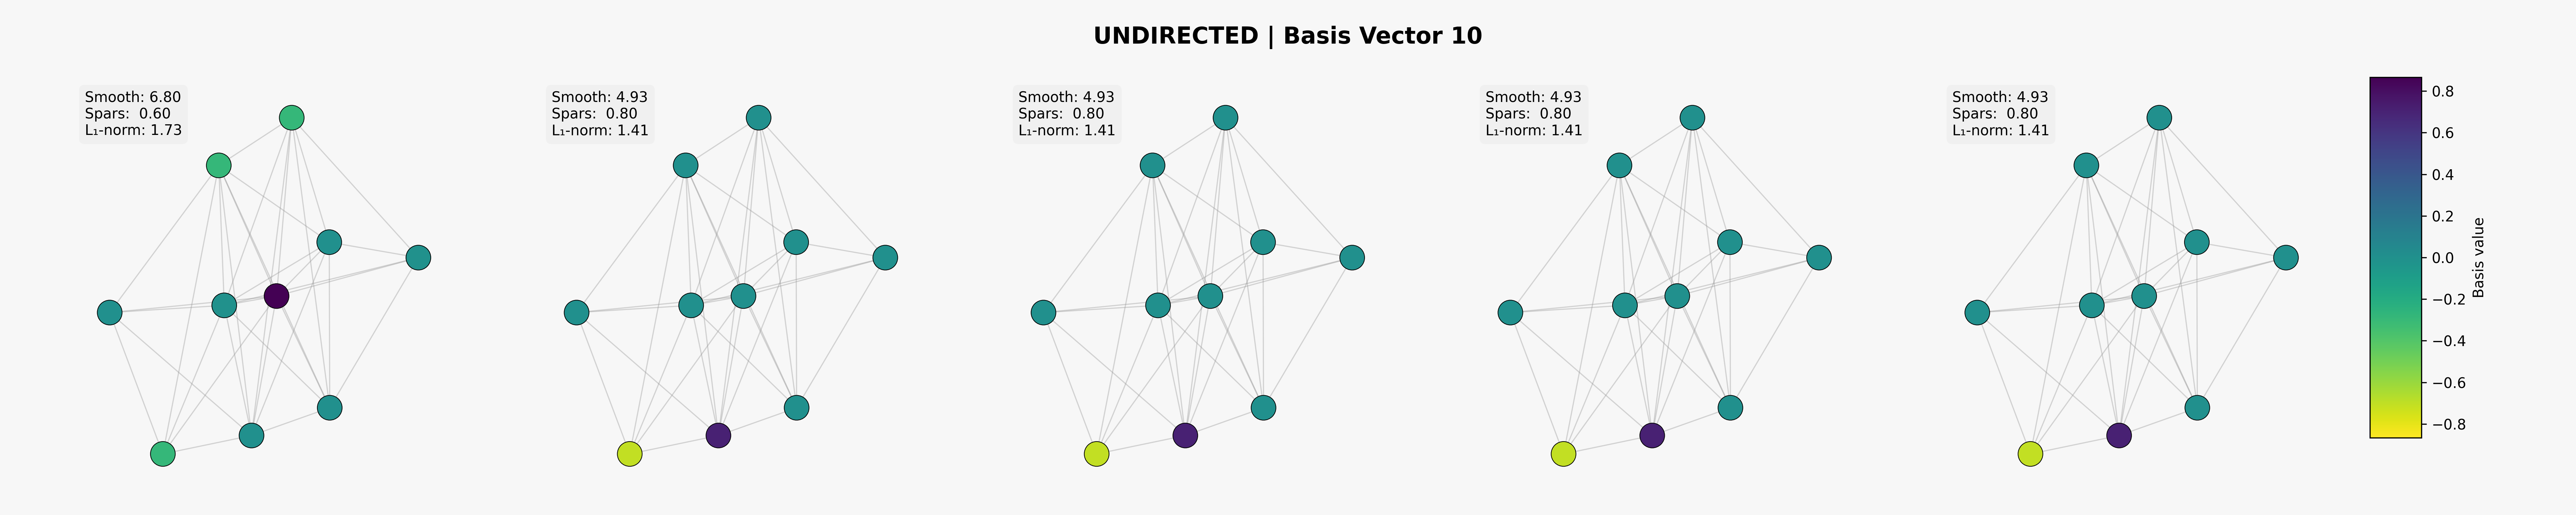 UNDIRECTED | Basis Vector 10
Smooth: 6.80
Spars:  0.60
L₁-norm: 1.73
Smooth: 4.93
Spars:  0.80
L₁-norm: 1.41
Smooth: 4.93
Spars:  0.80
L₁-norm: 1.41
Smooth: 4.93
Spars:  0.80
L₁-norm: 1.41
Smooth: 4.93
Spars:  0.80
L₁-norm: 1.41
0.8
0.6
0.4
0.2
0.0
−0.2
−0.4
−0.6
−0.8
Basis value